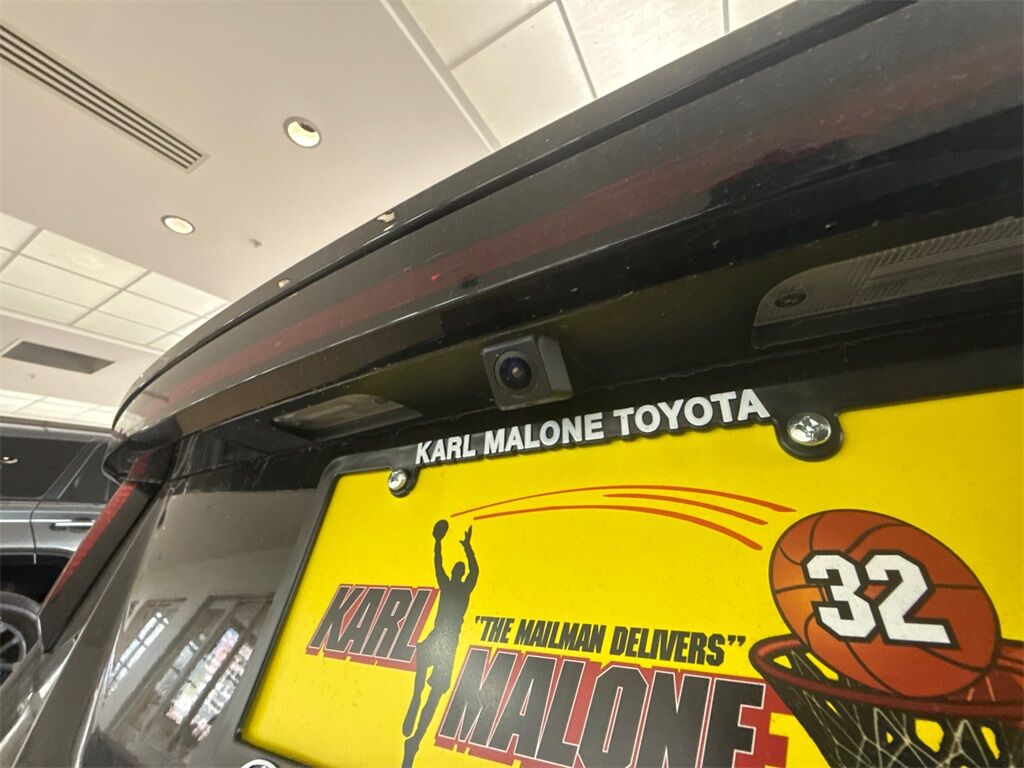 KARL MALONE TOYOTA
32
KARL
"THE MAILMAN DELIVERS"
MALONE